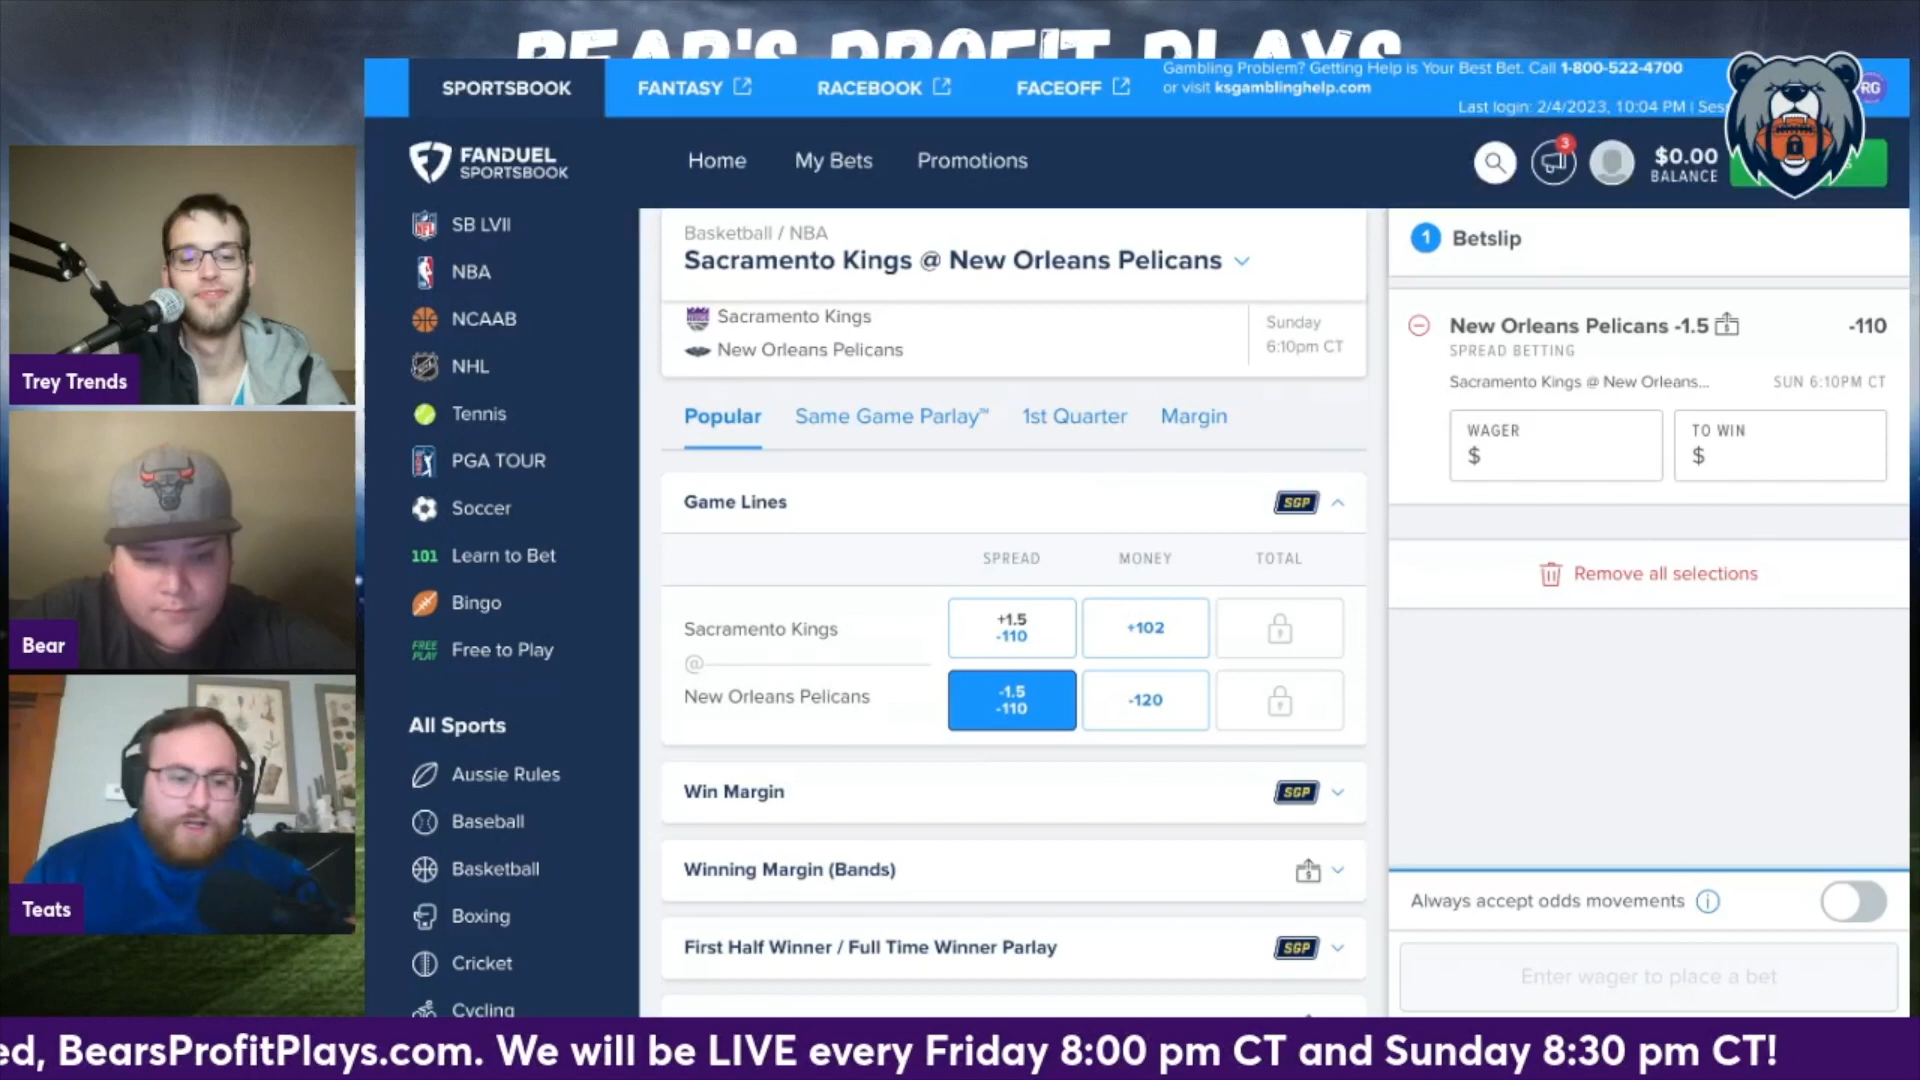 BEAR'S PROFIT PLAYS
SPORTSBOOK
FANTASY
RACEBOOK
FACEOFF
Gambling Problem? Getting Help is Your Best Bet. Call 1-800-522-4700
or visit ksgamblinghelp.com
Last login: 2/4/2023, 10:04 PM | Sess
RG
FANDUEL
SPORTSBOOK
Home
My Bets
Promotions
3
$0.00
BALANCE
Trey Trends
Bear
Teats
SB LVII
NBA
NCAAB
NHL
Tennis
PGA TOUR
Soccer
101 Learn to Bet
Bingo
FREE PLAY Free to Play
All Sports
Aussie Rules
Baseball
Basketball
Boxing
Cricket
Cycling
Basketball / NBA
Sacramento Kings @ New Orleans Pelicans
Sacramento Kings
New Orleans Pelicans
Sunday
6:10pm CT
Popular
Same Game Parlay™
1st Quarter
Margin
Game Lines
SGP
SPREAD
MONEY
TOTAL
Sacramento Kings
+1.5
-110
+102
@
New Orleans Pelicans
-1.5
-110
-120
Win Margin
SGP
Winning Margin (Bands)
First Half Winner / Full Time Winner Parlay
SGP
1 Betslip
New Orleans Pelicans -1.5
-110
SPREAD BETTING
Sacramento Kings @ New Orleans...
SUN 6:10PM CT
WAGER
$
TO WIN
$
Remove all selections
Always accept odds movements
Enter wager to place a bet
ed, BearsProfitPlays.com. We will be LIVE every Friday 8:00 pm CT and Sunday 8:30 pm CT!